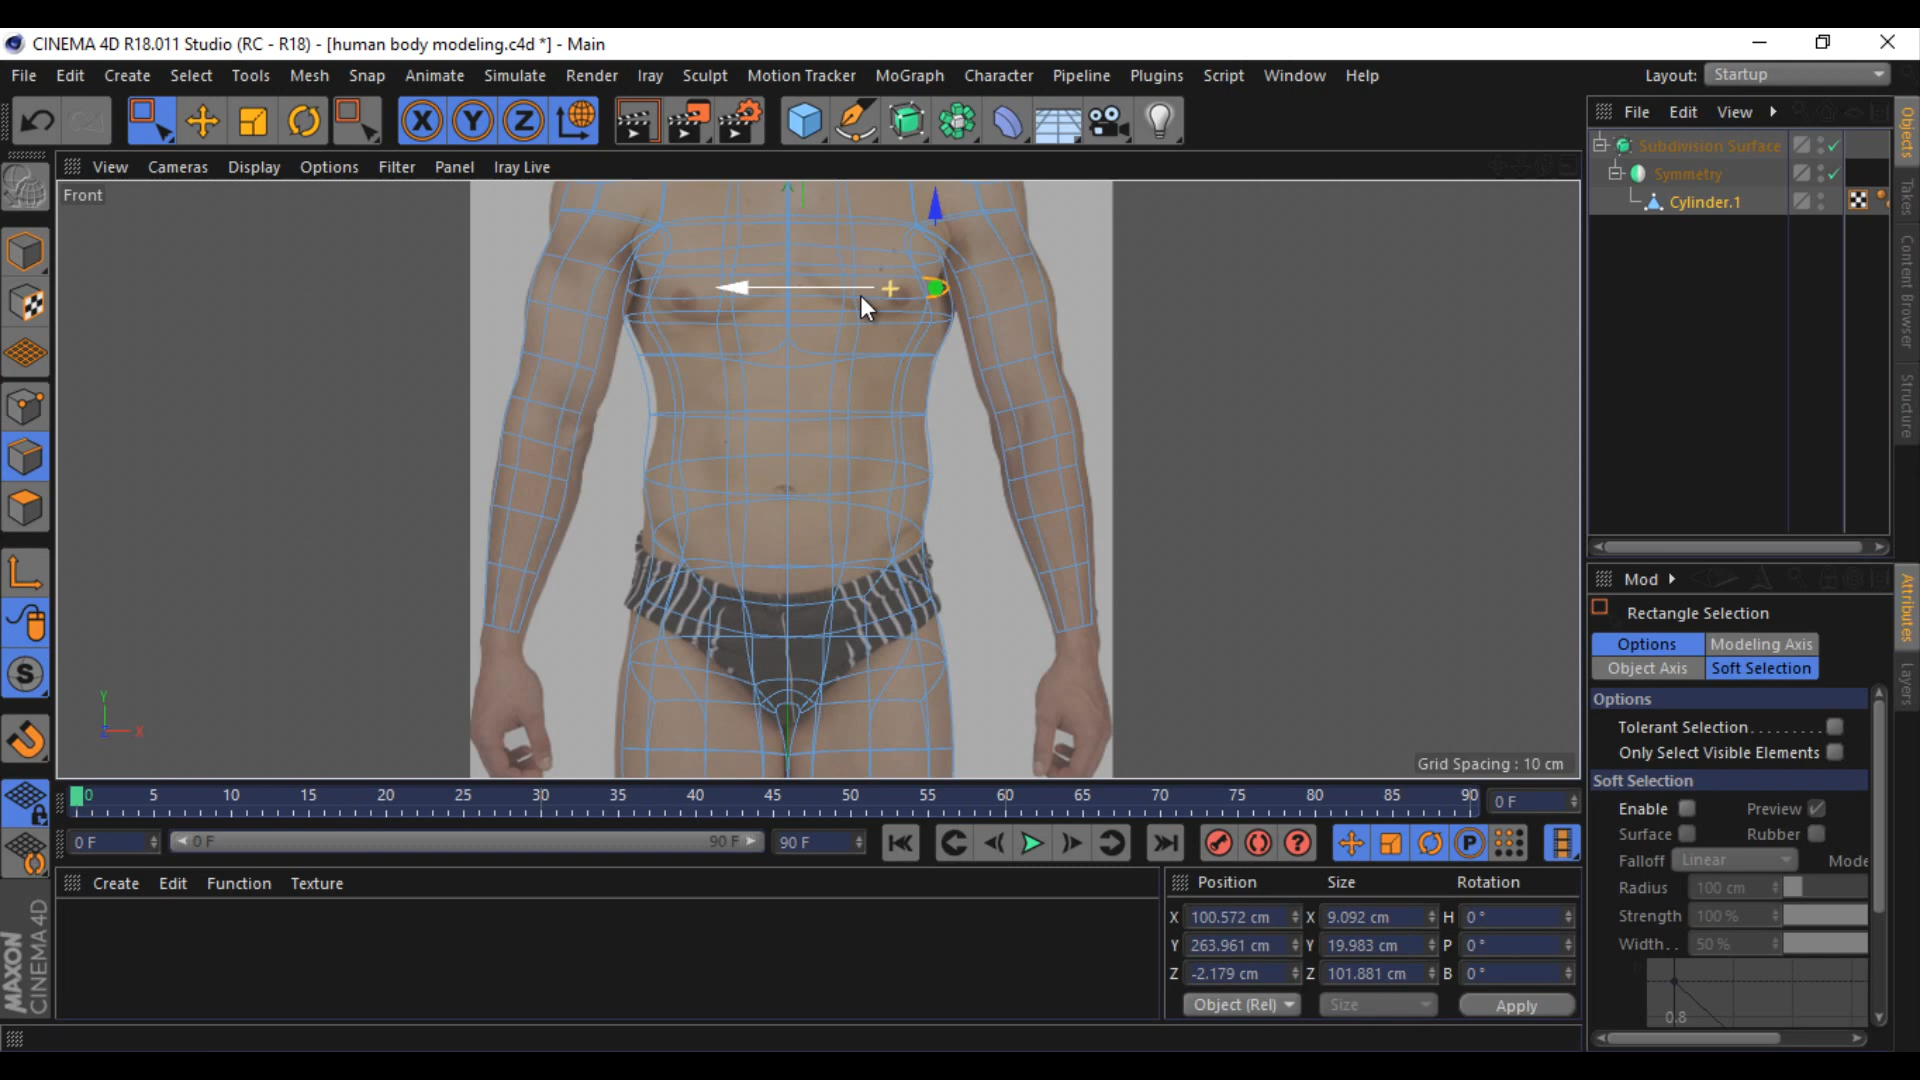 CINEMA 4D R18.011 Studio (RC - R18) - [human body modeling.c4d *] - Main
File Edit Create Select Tools Mesh Snap Animate Simulate Render Iray Sculpt Motion Tracker MoGraph Character Pipeline Plugins Script Window Help
Layout: Startup
X Y Z
File Edit View
Objects
Takes
Content Browser
Structure
View Cameras Display Options Filter Panel Iray Live
Front
Subdivision Surface
Symmetry
Cylinder.1
S
Y
X
Z
Grid Spacing : 10 cm
Mod
Attributes
Layers
Rectangle Selection
Options Modeling Axis
Object Axis Soft Selection
Options
Tolerant Selection . . . . . . . . .
Only Select Visible Elements
Soft Selection
Enable Preview
Surface Rubber
Falloff Linear Mode
Radius 100 cm
Strength 100 %
Width. . 50 %
0.8
0 5 10 15 20 25 30 35 40 45 50 55 60 65 70 75 80 85 90 0 F
0 F 0 F 90 F 90 F ? P
Create Edit Function Texture
Position Size Rotation
X 100.572 cm X 9.092 cm H 0 °
Y 263.961 cm Y 19.983 cm P 0 °
Z -2.179 cm Z 101.881 cm B 0 °
Object (Rel) Size Apply
MAXON
CINEMA 4D